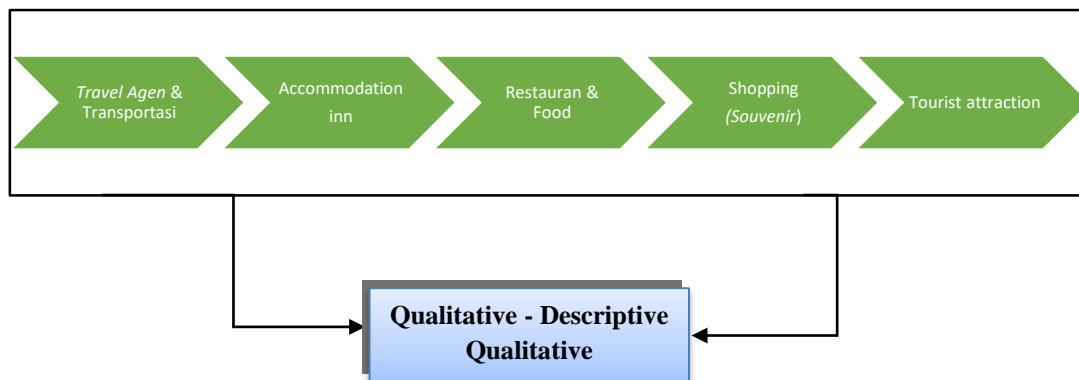 Travel Agen &
Transportasi
Accommodation
inn
Restauran &
Food
Shopping
(Souvenir)
Tourist attraction
Qualitative - Descriptive
Qualitative